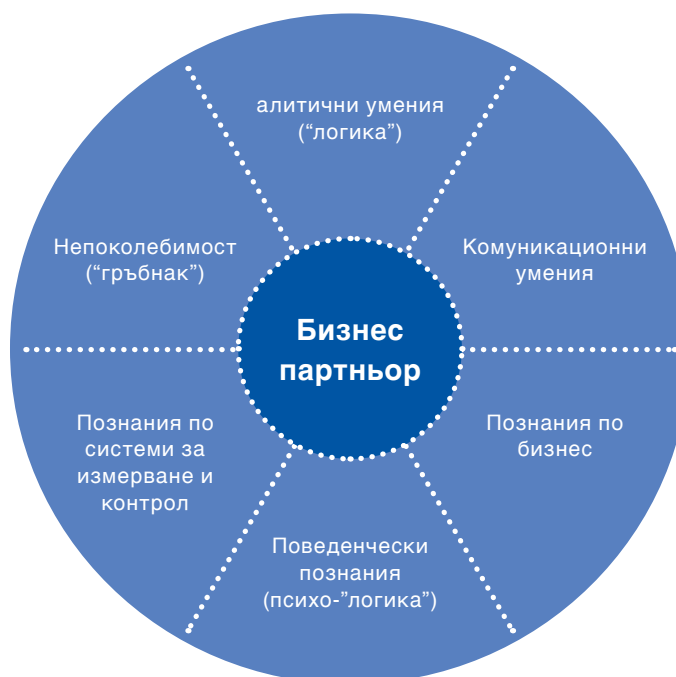 алитични умения
(“логика”)
Комуникационни
умения
Познания по
бизнес
Поведенчески
познания
(психо-”логика”)
Познания по
системи за
измерване и
контрол
Непоколебимост
(“гръбнак”)
Бизнес
партньор